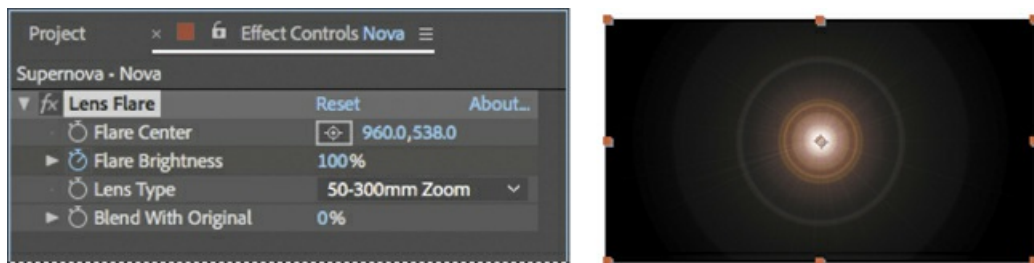 Project × Effect Controls Nova ≡
Supernova • Nova
fx Lens Flare Reset About...
Flare Center 960.0,538.0
Flare Brightness 100%
Lens Type 50-300mm Zoom
Blend With Original 0%